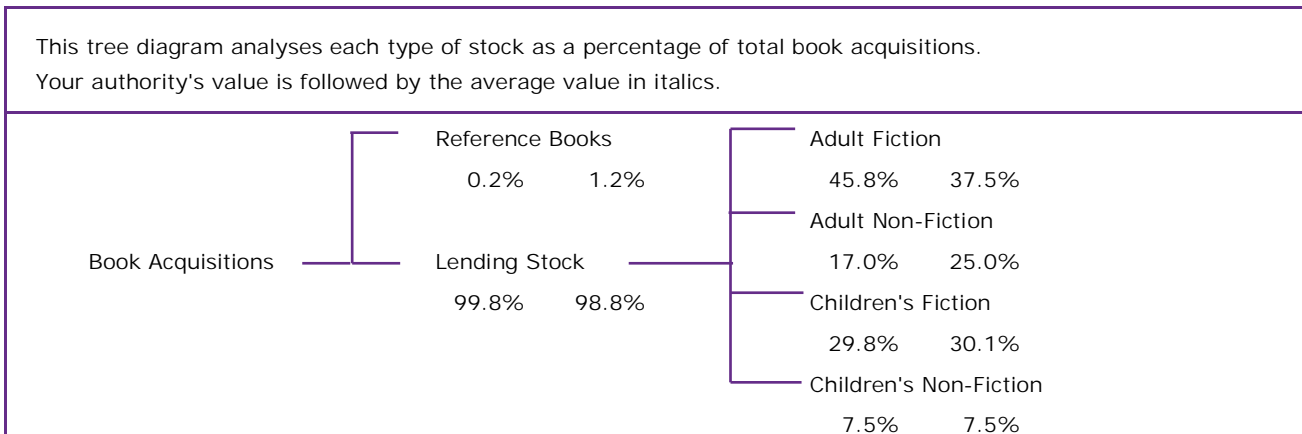 This tree diagram analyses each type of stock as a percentage of total book acquisitions.
Your authority's value is followed by the average value in italics.
Reference Books
0.2% 1.2%
Book Acquisitions
Lending Stock
99.8% 98.8%
Adult Fiction
45.8% 37.5%
Adult Non-Fiction
17.0% 25.0%
Children's Fiction
29.8% 30.1%
Children's Non-Fiction
7.5% 7.5%